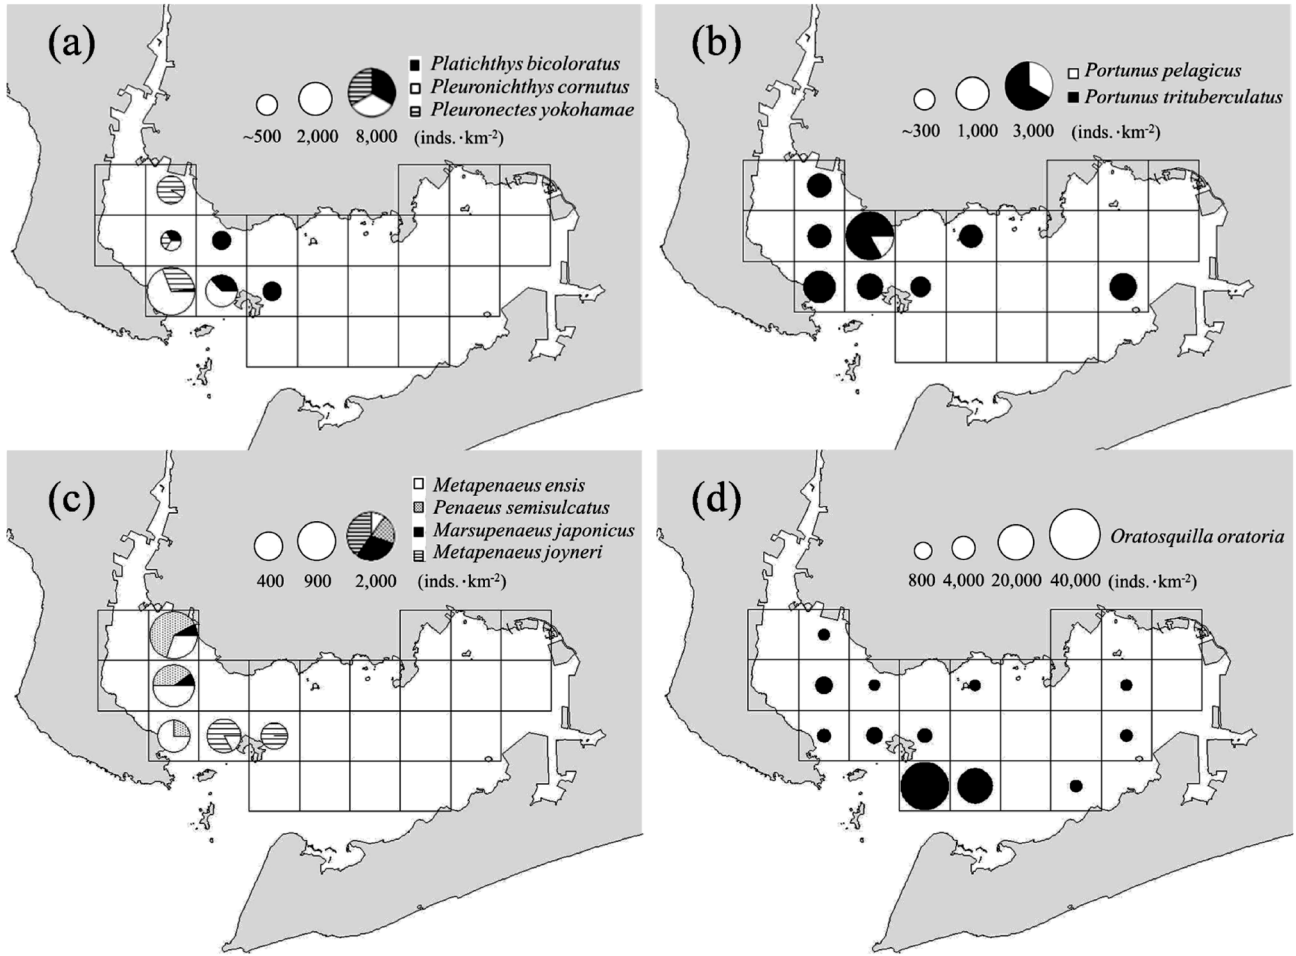 (a)
Platichthys bicoloratus
Pleuronichthys cornutus
Pleuronectes yokohamae
~500 2,000 8,000 (inds.·km-2)
(b)
Portunus pelagicus
Portunus trituberculatus
~300 1,000 3,000 (inds.·km-2)
(c)
Metapenaeus ensis
Penaeus semisulcatus
Marsupenaeus japonicus
Metapenaeus joyneri
400 900 2,000 (inds.·km-2)
(d)
Oratosquilla oratoria
800 4,000 20,000 40,000 (inds.·km-2)